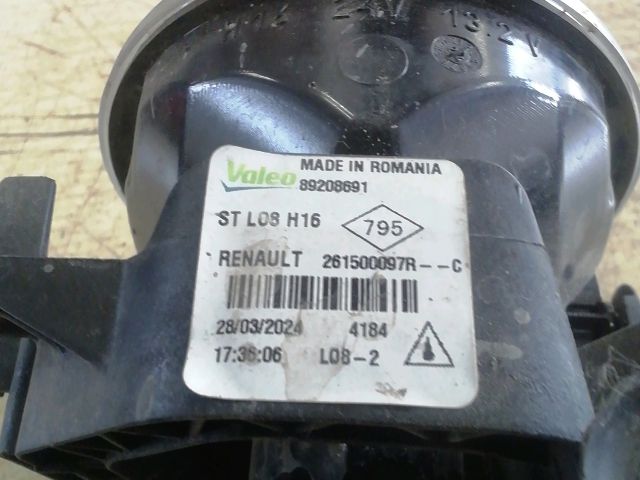 H16 13.2V
Valeo MADE IN ROMANIA
89208691
ST L08 H16 795
RENAULT 261500097R--C
28/03/2024 4184
17:36:06 L08-2